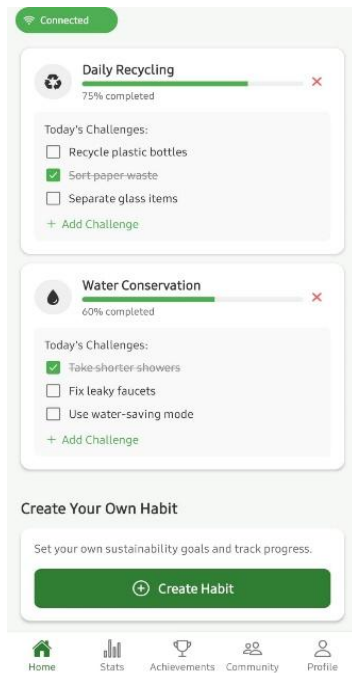 Connected
Daily Recycling
75% completed
Today's Challenges:
Recycle plastic bottles
Sort paper waste
Separate glass items
+ Add Challenge
Water Conservation
60% completed
Today's Challenges:
Take shorter showers
Fix leaky faucets
Use water-saving mode
+ Add Challenge
Create Your Own Habit
Set your own sustainability goals and track progress.
Create Habit
Home Stats Achievements Community Profile